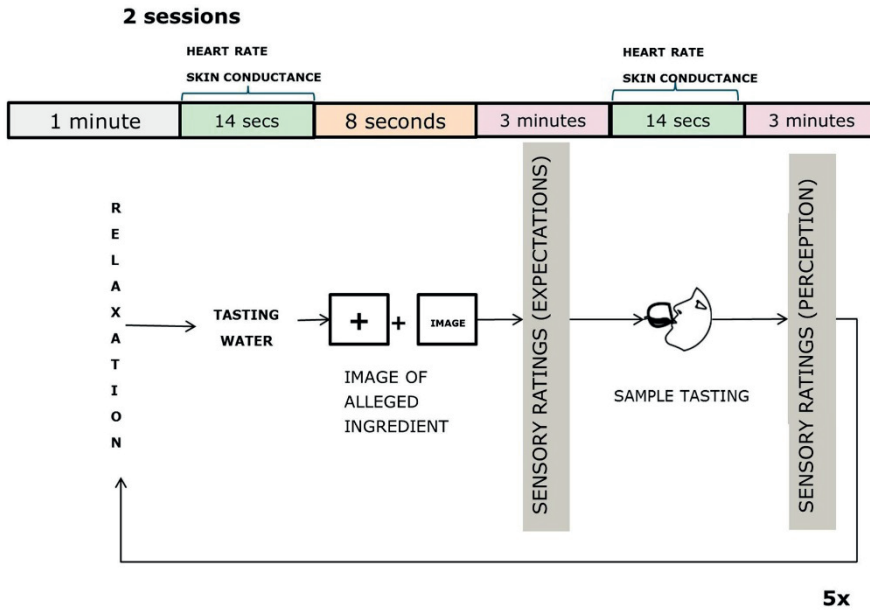 2 sessions
HEART RATE
SKIN CONDUCTANCE
HEART RATE
SKIN CONDUCTANCE
1 minute
14 secs
8 seconds
3 minutes
14 secs
3 minutes
RELAXATION
TASTING
WATER
+
+
IMAGE
IMAGE OF
ALLEGED
INGREDIENT
SENSORY RATINGS (EXPECTATIONS)
SAMPLE TASTING
SENSORY RATINGS (PERCEPTION)
5x